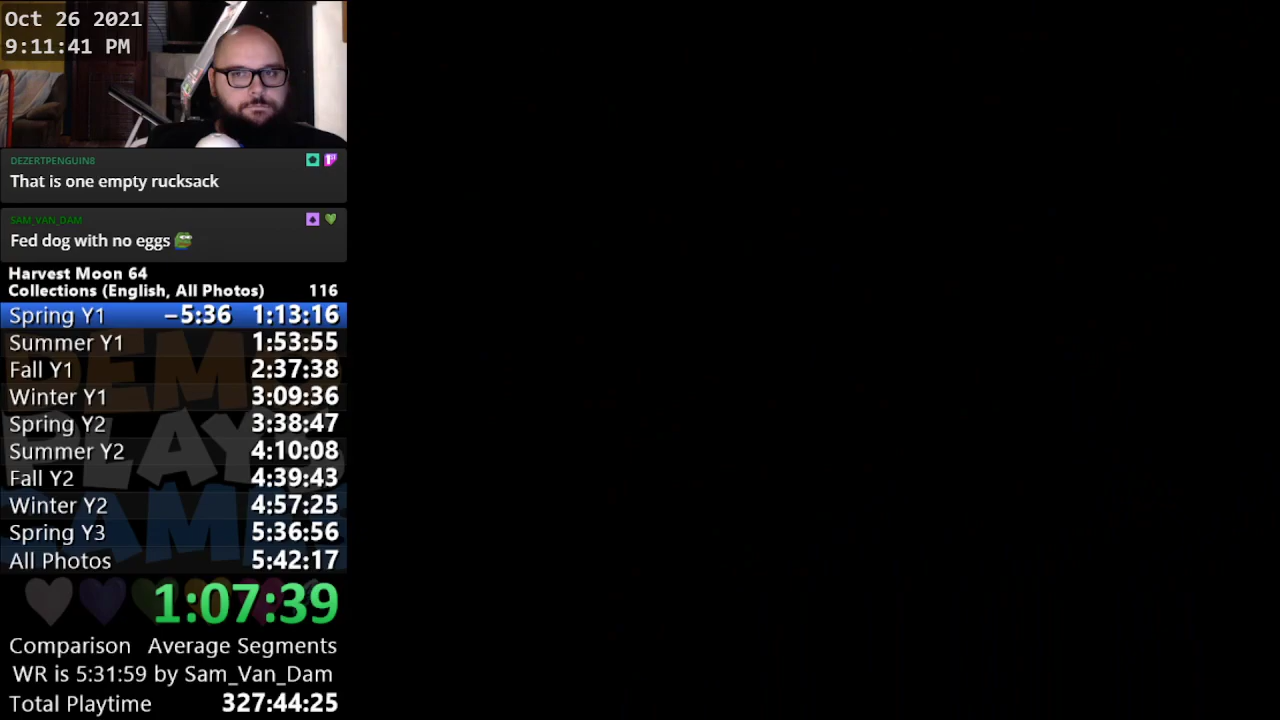 Oct 26 2021
9:11:41 PM
DEZERTPENGUIN8
That is one empty rucksack
SAM_VAN_DAM
Fed dog with no eggs
Harvest Moon 64
Collections (English, All Photos) 116
Spring Y1 −5:36 1:13:16
Summer Y1 1:53:55
Fall Y1 2:37:38
Winter Y1 3:09:36
Spring Y2 3:38:47
Summer Y2 4:10:08
Fall Y2 4:39:43
Winter Y2 4:57:25
Spring Y3 5:36:56
All Photos 5:42:17
DEMO
PLAYS
GAMES
1:07:39
Comparison Average Segments
WR is 5:31:59 by Sam_Van_Dam
Total Playtime 327:44:25